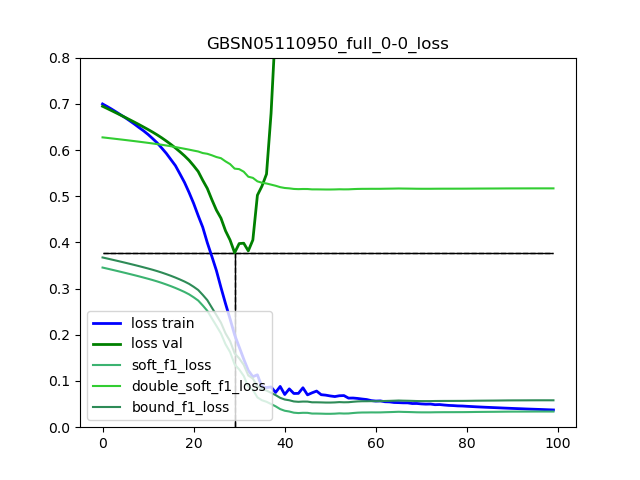 GBSN05110950_full_0-0_loss
0.8
0.7
0.6
0.5
0.4
0.3
0.2
0.1
0.0
loss train
loss val
soft_f1_loss
double_soft_f1_loss
bound_f1_loss
0 20 40 60 80 100